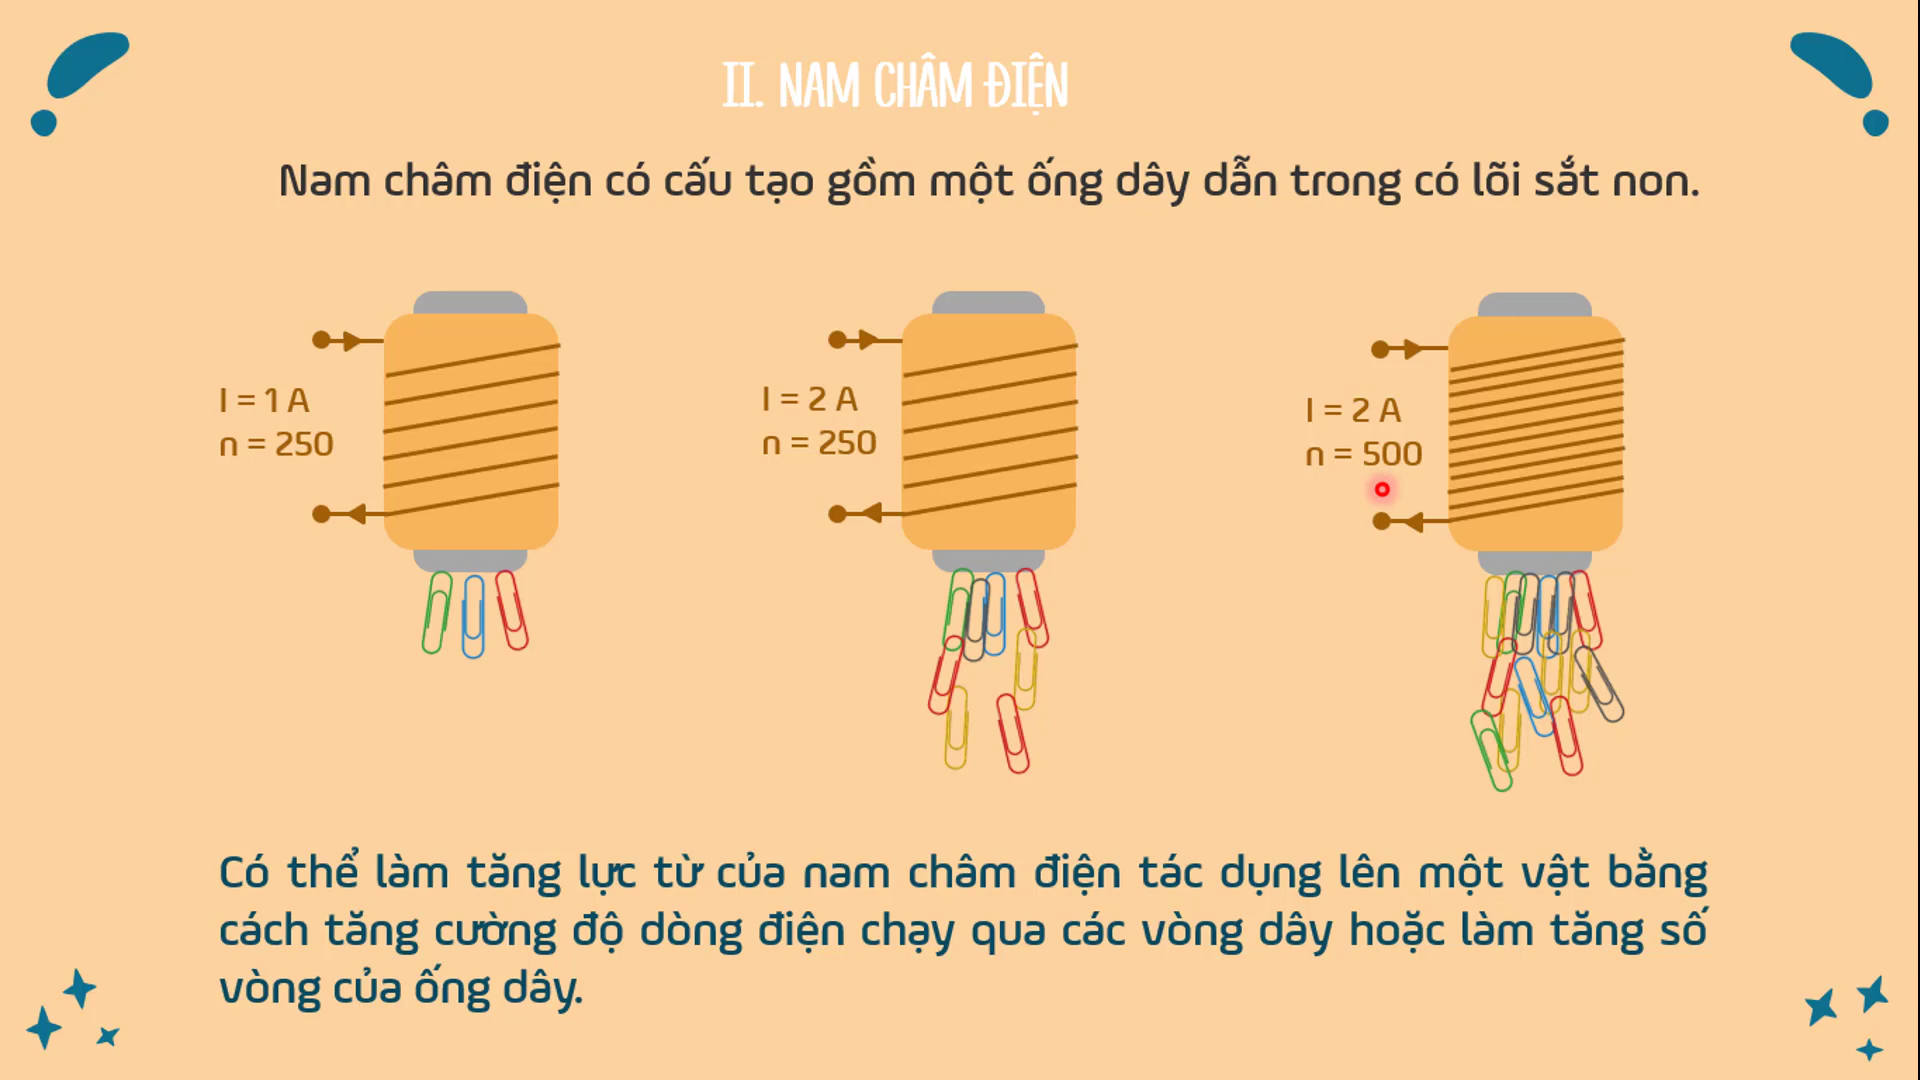 II. NAM CHÂM ĐIỆN
Nam châm điện có cấu tạo gồm một ống dây dẫn trong có lõi sắt non.
I = 1 A
n = 250
I = 2 A
n = 250
I = 2 A
n = 500
Có thể làm tăng lực từ của nam châm điện tác dụng lên một vật bằng
cách tăng cường độ dòng điện chạy qua các vòng dây hoặc làm tăng số
vòng của ống dây.